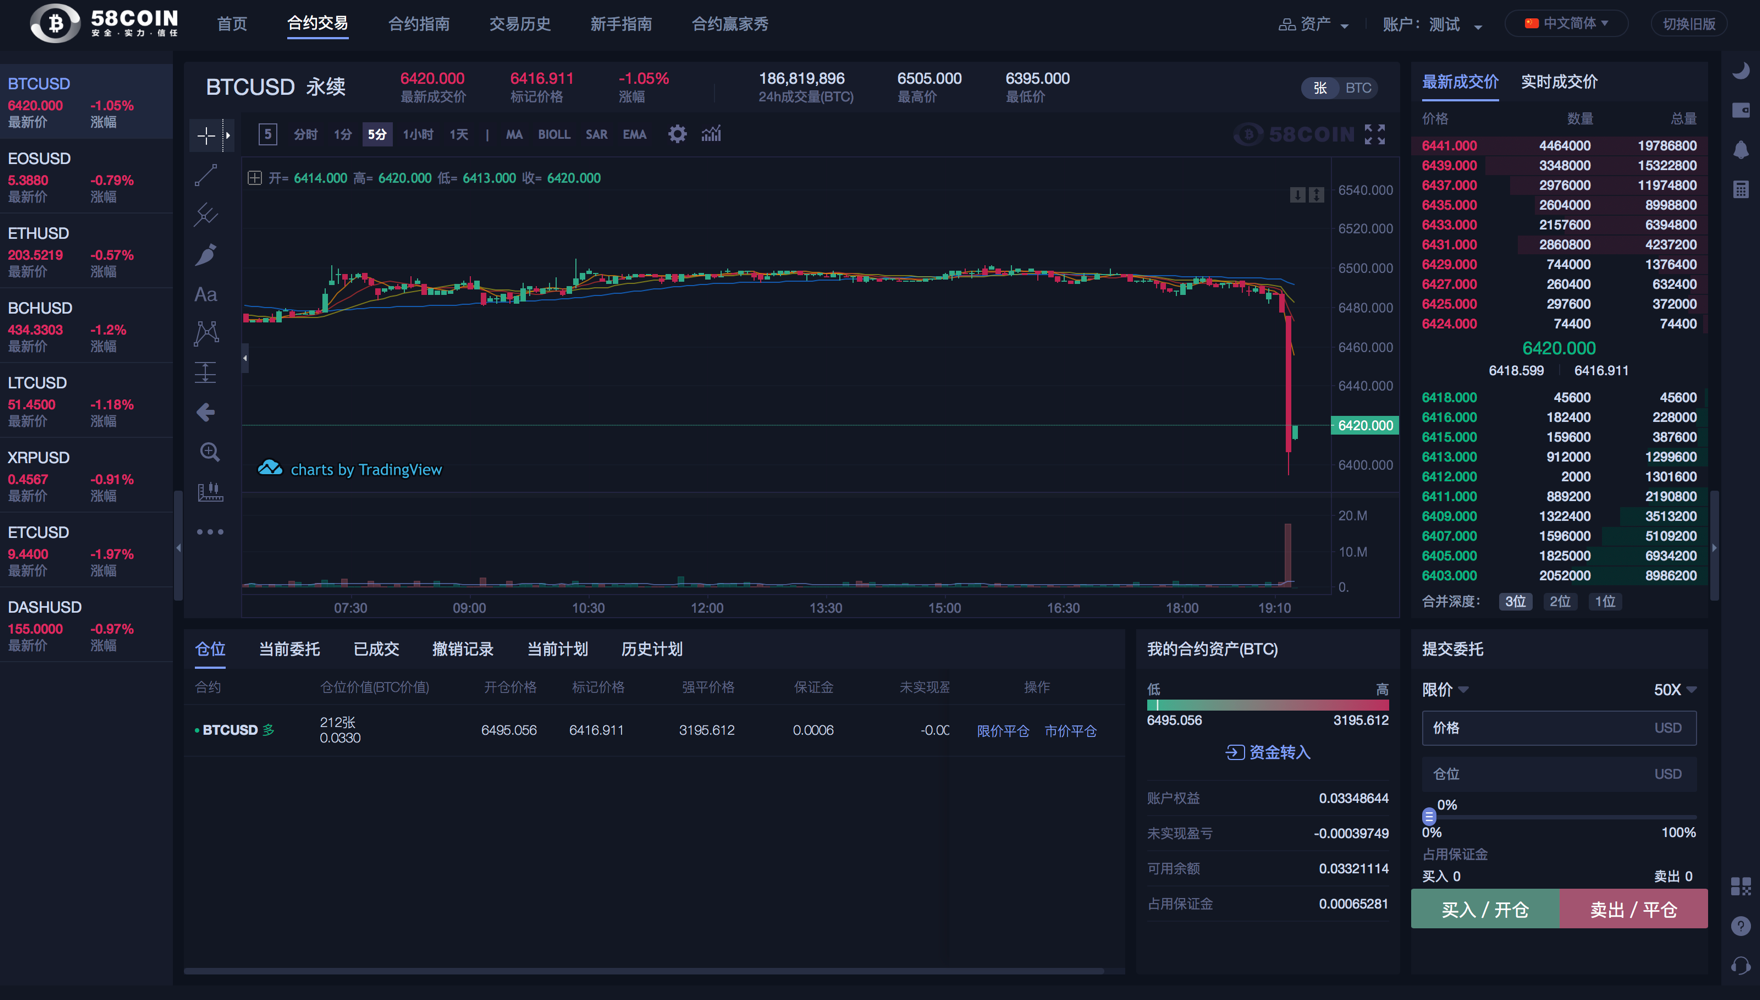 58COIN
安全·实力·信任
首页
合约交易
合约指南
交易历史
新手指南
合约赢家秀
资产
账户：测试
中文简体
切换旧版
BTCUSD
6420.000 -1.05%
最新价 涨幅
EOSUSD
5.3880 -0.79%
最新价 涨幅
ETHUSD
203.5219 -0.57%
最新价 涨幅
BCHUSD
434.3303 -1.2%
最新价 涨幅
LTCUSD
51.4500 -1.18%
最新价 涨幅
XRPUSD
0.4567 -0.91%
最新价 涨幅
ETCUSD
9.4400 -1.97%
最新价 涨幅
DASHUSD
155.0000 -0.97%
最新价 涨幅
BTCUSD 永续
6420.000 6416.911 -1.05% 186,819,896 6505.000 6395.000
最新成交价 标记价格 涨幅 24h成交量(BTC) 最高价 最低价
张 BTC
5 分时 1分 5分 1小时 1天 | MA BIOLL SAR EMA
58COIN
开= 6414.000 高= 6420.000 低= 6413.000 收= 6420.000
Aa
6540.000
6520.000
6500.000
6480.000
6460.000
6440.000
6420.000
6400.000
charts by TradingView
20.M
10.M
0.
07:30 09:00 10:30 12:00 13:30 15:00 16:30 18:00 19:10
最新成交价 实时成交价
价格 数量 总量
6441.000 4464000 19786800
6439.000 3348000 15322800
6437.000 2976000 11974800
6435.000 2604000 8998800
6433.000 2157600 6394800
6431.000 2860800 4237200
6429.000 744000 1376400
6427.000 260400 632400
6425.000 297600 372000
6424.000 74400 74400
6420.000
6418.599 6416.911
6418.000 45600 45600
6416.000 182400 228000
6415.000 159600 387600
6413.000 912000 1299600
6412.000 2000 1301600
6411.000 889200 2190800
6409.000 1322400 3513200
6407.000 1596000 5109200
6405.000 1825000 6934200
6403.000 2052000 8986200
合并深度： 3位 2位 1位
仓位 当前委托 已成交 撤销记录 当前计划 历史计划
合约 仓位价值(BTC价值) 开仓价格 标记价格 强平价格 保证金 未实现盈 操作
BTCUSD 多 212张 6495.056 6416.911 3195.612 0.0006 -0.00 限价平仓 市价平仓
0.0330
我的合约资产(BTC)
低 高
6495.056 3195.612
资金转入
账户权益 0.03348644
未实现盈亏 -0.00039749
可用余额 0.03321114
占用保证金 0.00065281
提交委托
限价 50X
价格 USD
仓位 USD
0%
0% 100%
占用保证金
买入 0 卖出 0
买入 / 开仓 卖出 / 平仓